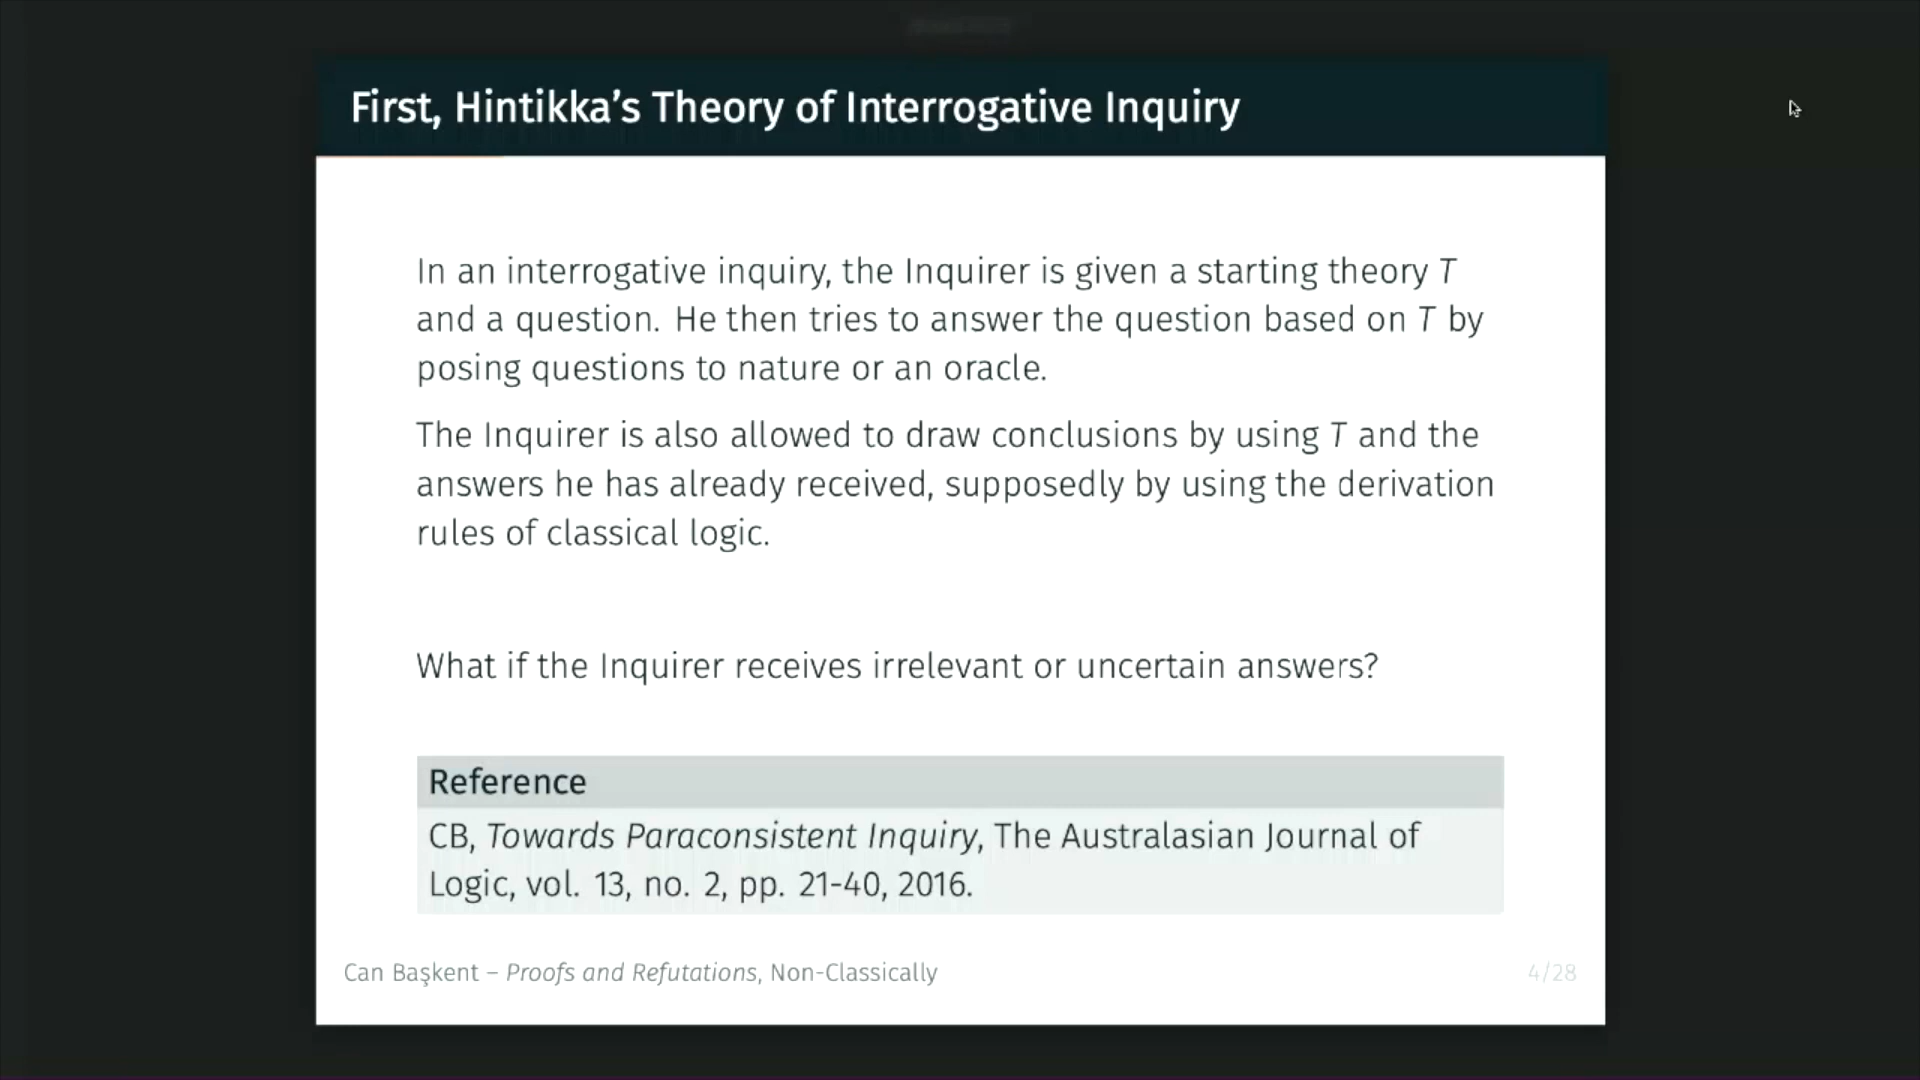 First, Hintikka’s Theory of Interrogative Inquiry
In an interrogative inquiry, the Inquirer is given a starting theory T
and a question. He then tries to answer the question based on T by
posing questions to nature or an oracle.
The Inquirer is also allowed to draw conclusions by using T and the
answers he has already received, supposedly by using the derivation
rules of classical logic.
What if the Inquirer receives irrelevant or uncertain answers?
Reference
CB, Towards Paraconsistent Inquiry, The Australasian Journal of
Logic, vol. 13, no. 2, pp. 21-40, 2016.
Can Başkent – Proofs and Refutations, Non-Classically
4/28